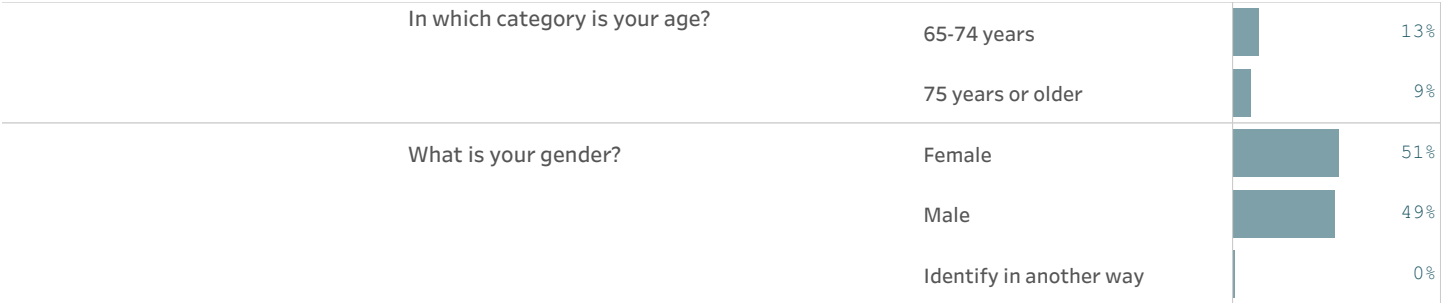 In which category is your age?
65-74 years 13%
75 years or older 9%
What is your gender?
Female 51%
Male 49%
Identify in another way 0%